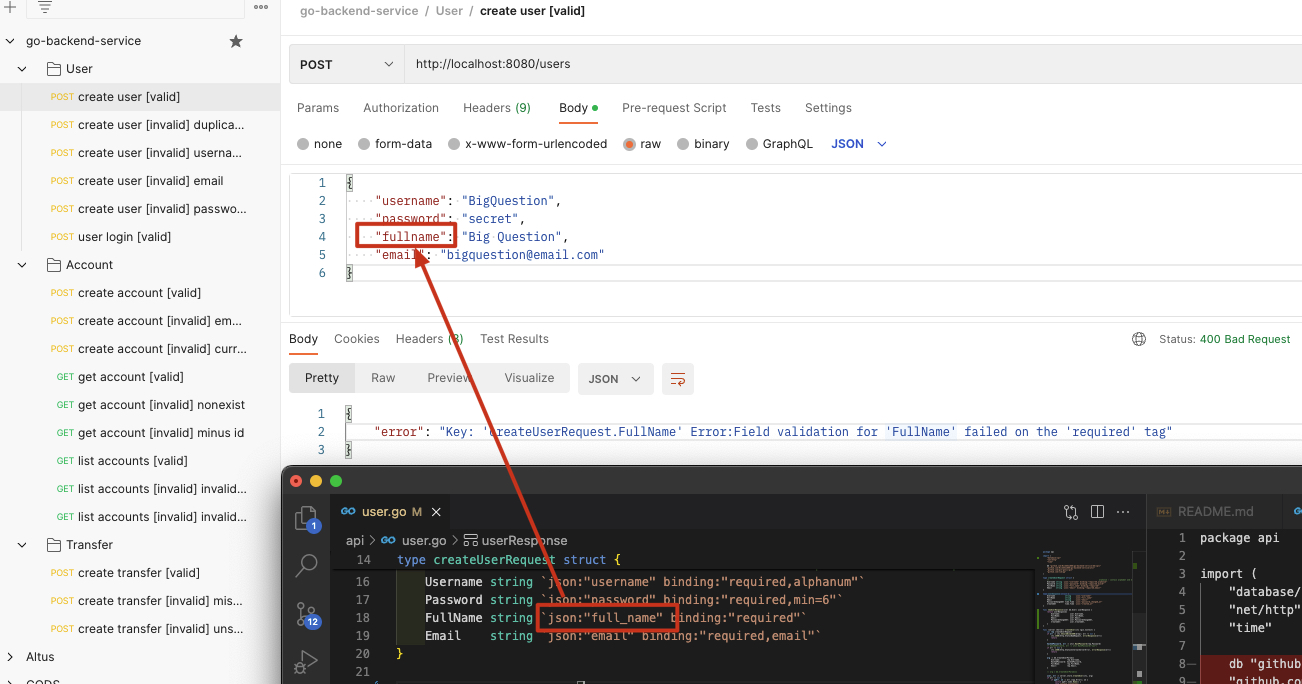 go-backend-service / User / create user [valid]
go-backend-service
User
POST create user [valid]
POST create user [invalid] duplica...
POST create user [invalid] userna...
POST create user [invalid] email
POST create user [invalid] passwo...
POST user login [valid]
Account
POST create account [valid]
POST create account [invalid] em...
POST create account [invalid] curr...
GET get account [valid]
GET get account [invalid] nonexist
GET get account [invalid] minus id
GET list accounts [valid]
GET list accounts [invalid] invalid...
GET list accounts [invalid] invalid...
Transfer
POST create transfer [valid]
POST create transfer [invalid] mis...
POST create transfer [invalid] uns...
Altus
POST http://localhost:8080/users
Params Authorization Headers (9) Body Pre-request Script Tests Settings
none form-data x-www-form-urlencoded raw binary GraphQL JSON
1 {
2 "username": "BigQuestion",
3 "password": "secret",
4 "fullname": "Big Question",
5 "email": "bigquestion@email.com"
6 }
Body Cookies Headers (3) Test Results Status: 400 Bad Request
Pretty Raw Preview Visualize JSON
1 {
2 "error": "Key: 'createUserRequest.FullName' Error:Field validation for 'FullName' failed on the 'required' tag"
3 }
GO user.go M
1
12
api > GO user.go > userResponse
14 type createUserRequest struct {
16 Username string `json:"username" binding:"required,alphanum"`
17 Password string `json:"password" binding:"required,min=6"`
18 FullName string `json:"full_name" binding:"required"`
19 Email string `json:"email" binding:"required,email"`
20 }
21
README.md GO
1 package api
2
3 import (
4 "database/
5 "net/http"
6 "time"
7
8 db "github
9 "github.co